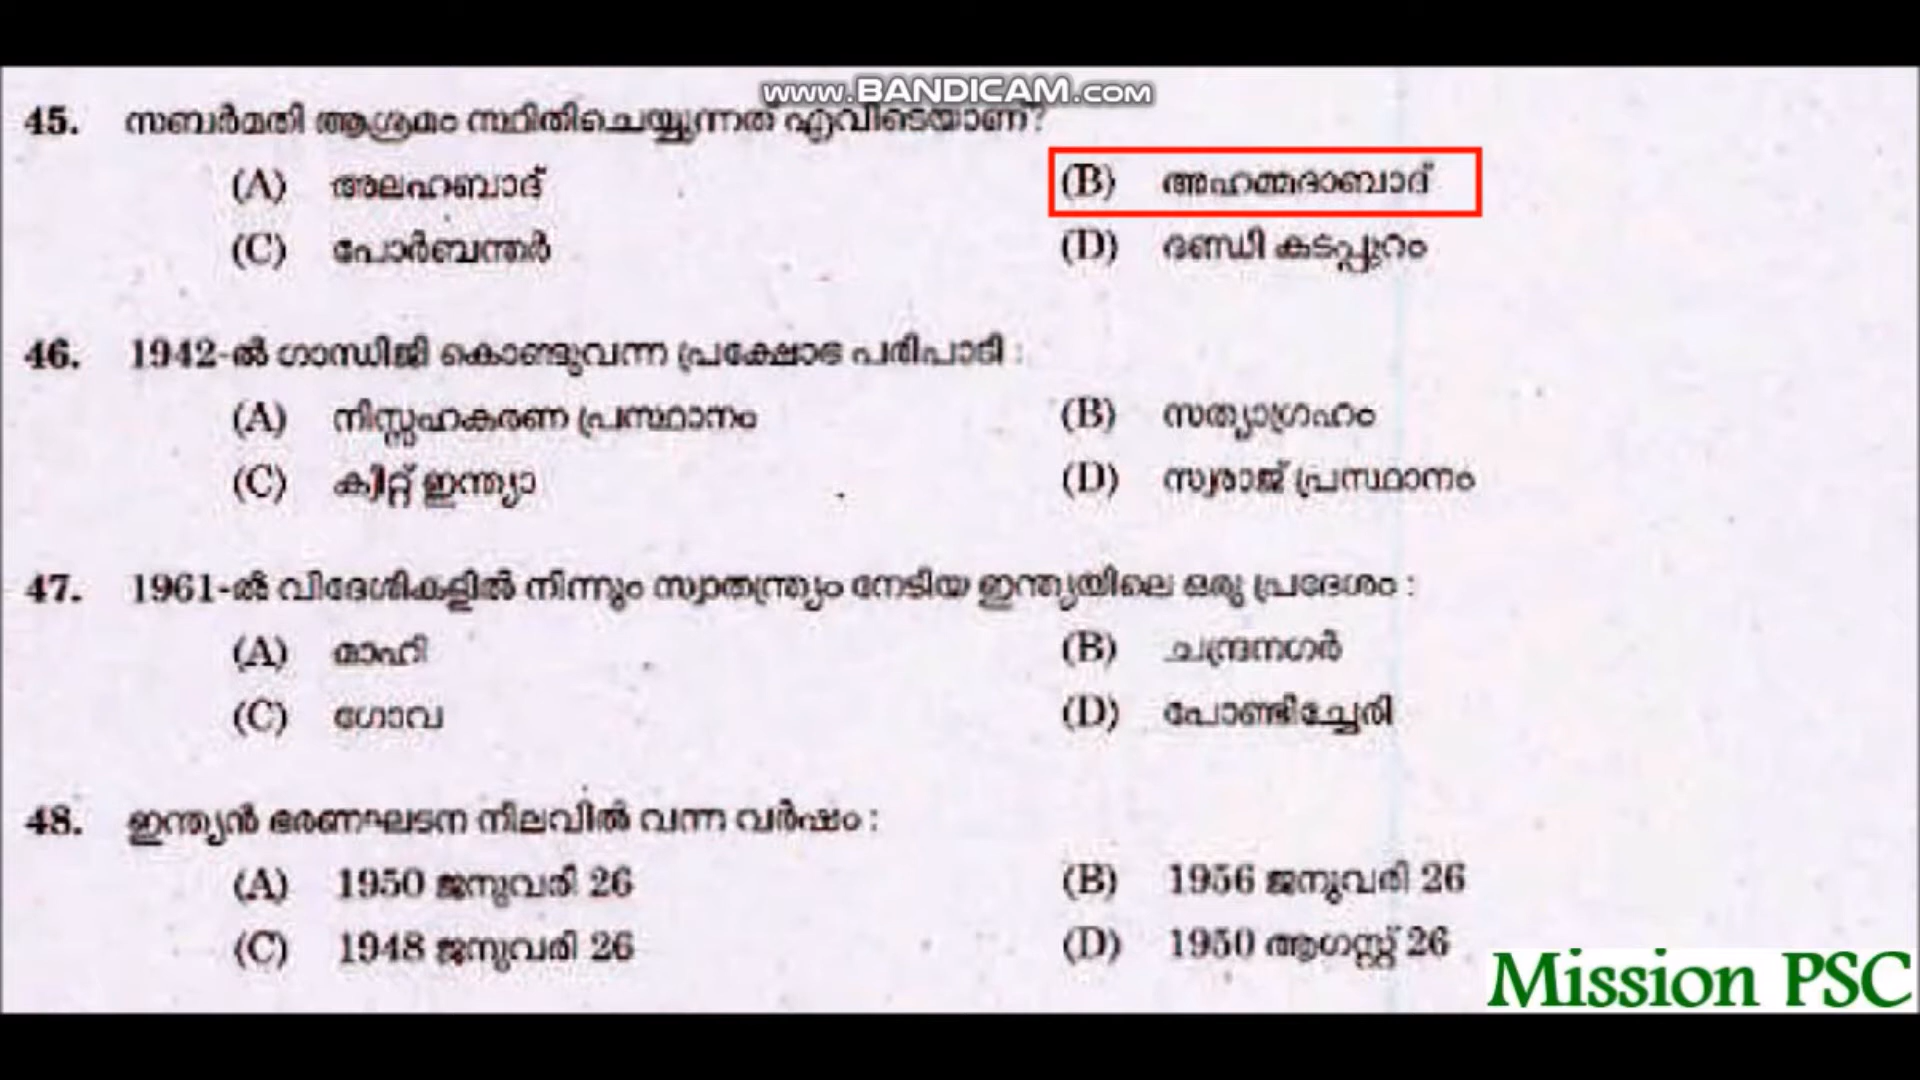 www.BANDICAM.com
45. സബർമതി ആശ്രമം സ്ഥിതിചെയ്യുന്നത് എവിടെയാണ്?
(A) അലഹബാദ് (B) അഹമ്മദാബാദ്
(C) പോർബന്തർ (D) ദണ്ഡി കടപ്പുറം
46. 1942-ൽ ഗാന്ധിജി കൊണ്ടുവന്ന പ്രക്ഷോഭ പരിപാടി :
(A) നിസ്സഹകരണ പ്രസ്ഥാനം (B) സത്യാഗ്രഹം
(C) ക്വിറ്റ് ഇന്ത്യാ (D) സ്വരാജ് പ്രസ്ഥാനം
47. 1961-ൽ വിദേശികളിൽ നിന്നും സ്വാതന്ത്ര്യം നേടിയ ഇന്ത്യയിലെ ഒരു പ്രദേശം :
(A) മാഹി (B) ചന്ദ്രനഗർ
(C) ഗോവ (D) പോണ്ടിച്ചേരി
48. ഇന്ത്യൻ ഭരണഘടന നിലവിൽ വന്ന വർഷം :
(A) 1950 ജനുവരി 26 (B) 1956 ജനുവരി 26
(C) 1948 ജനുവരി 26 (D) 1950 ആഗസ്റ്റ് 26
Mission PSC